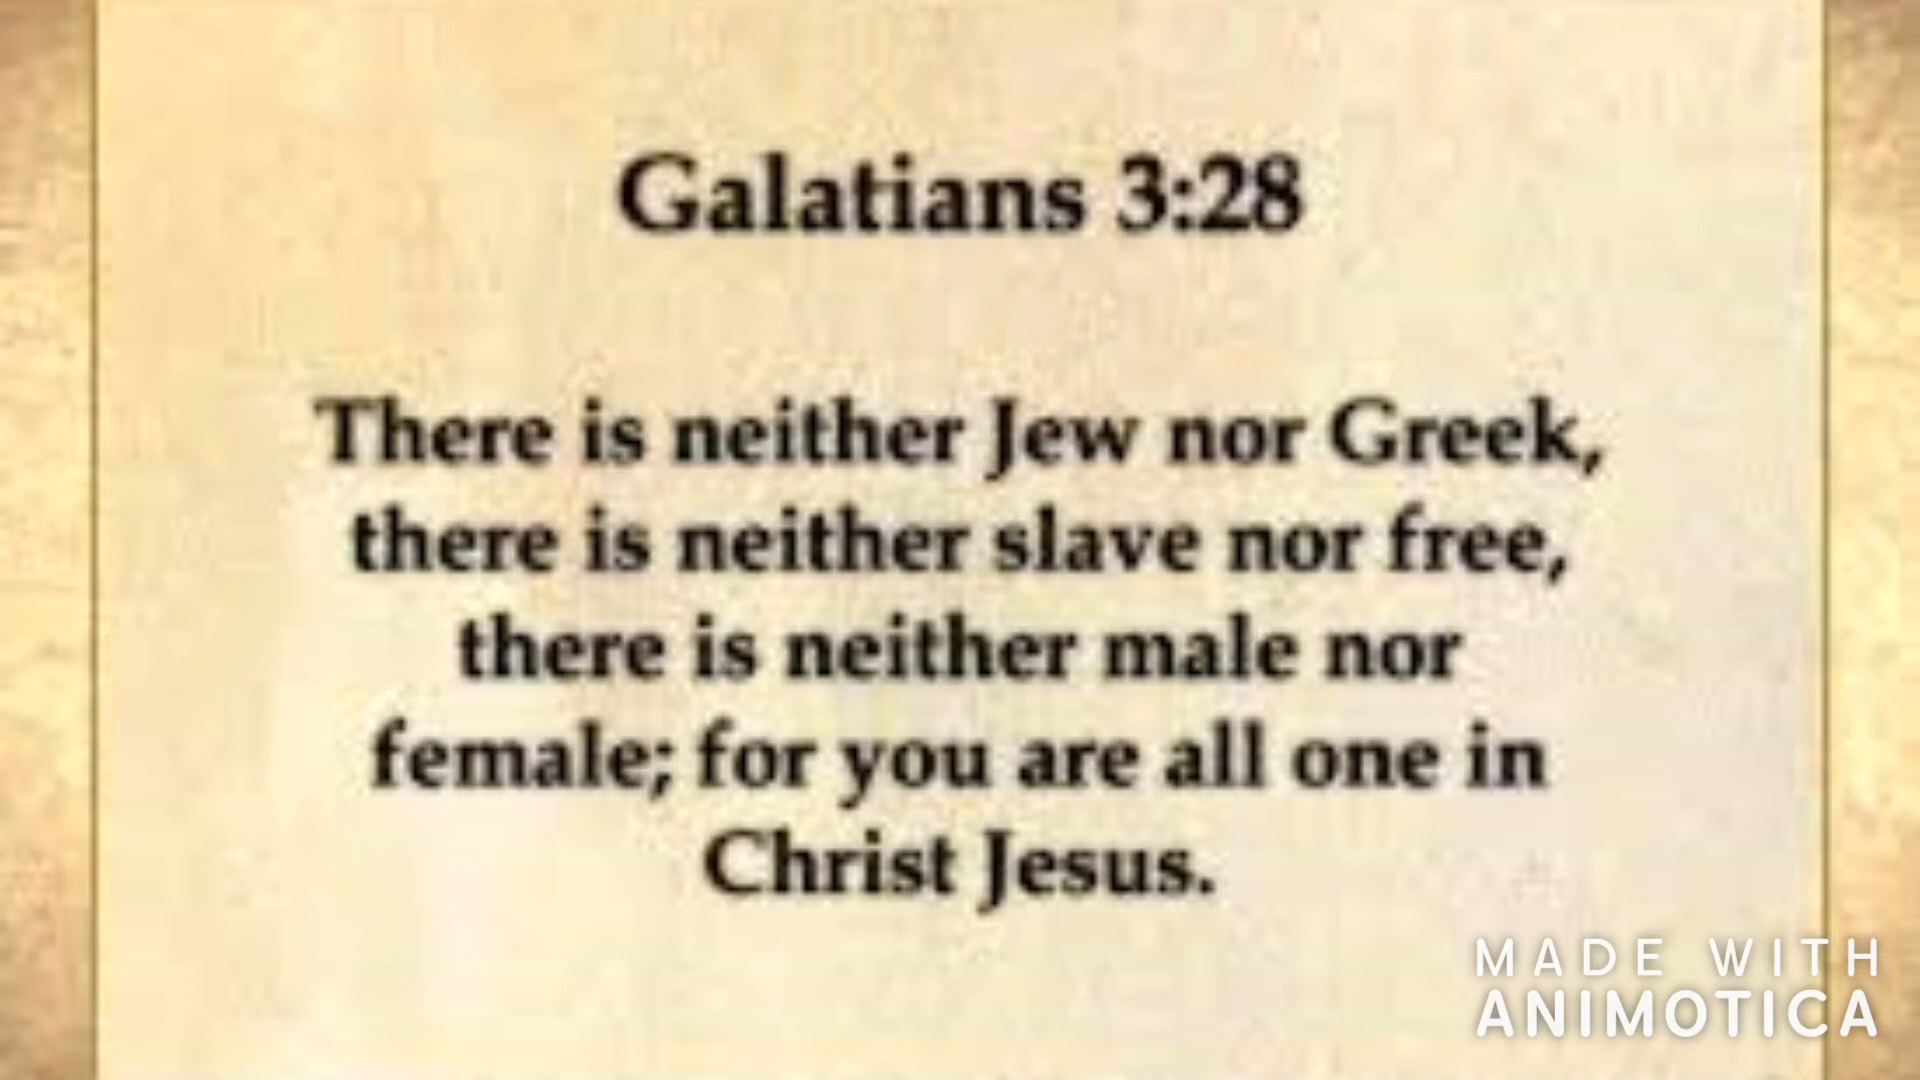 Galatians 3:28
There is neither Jew nor Greek,
there is neither slave nor free,
there is neither male nor
female; for you are all one in
Christ Jesus.
MADE WITH
ANIMOTICA